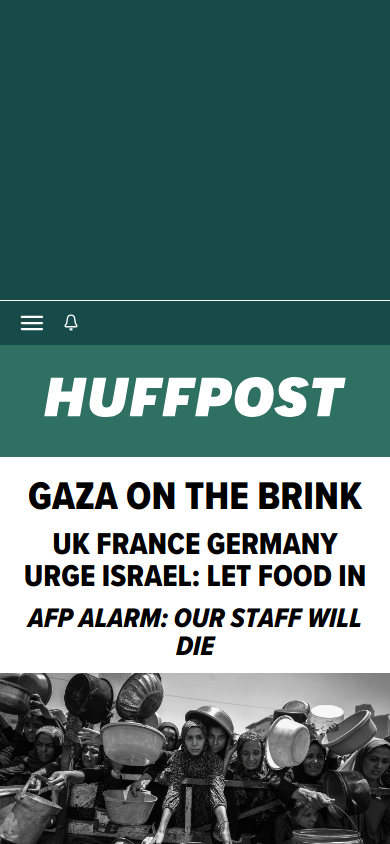 HUFFPOST
GAZA ON THE BRINK
UK FRANCE GERMANY
URGE ISRAEL: LET FOOD IN
AFP ALARM: OUR STAFF WILL
DIE